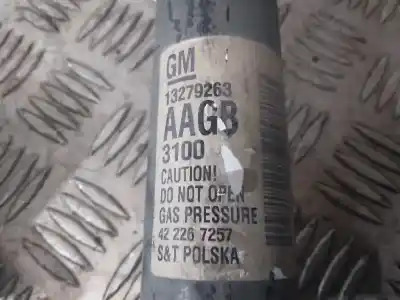 GM
13279263
AAGB
3100
CAUTION!
DO NOT OPEN
GAS PRESSURE
42 226 7257
S&T POLSKA